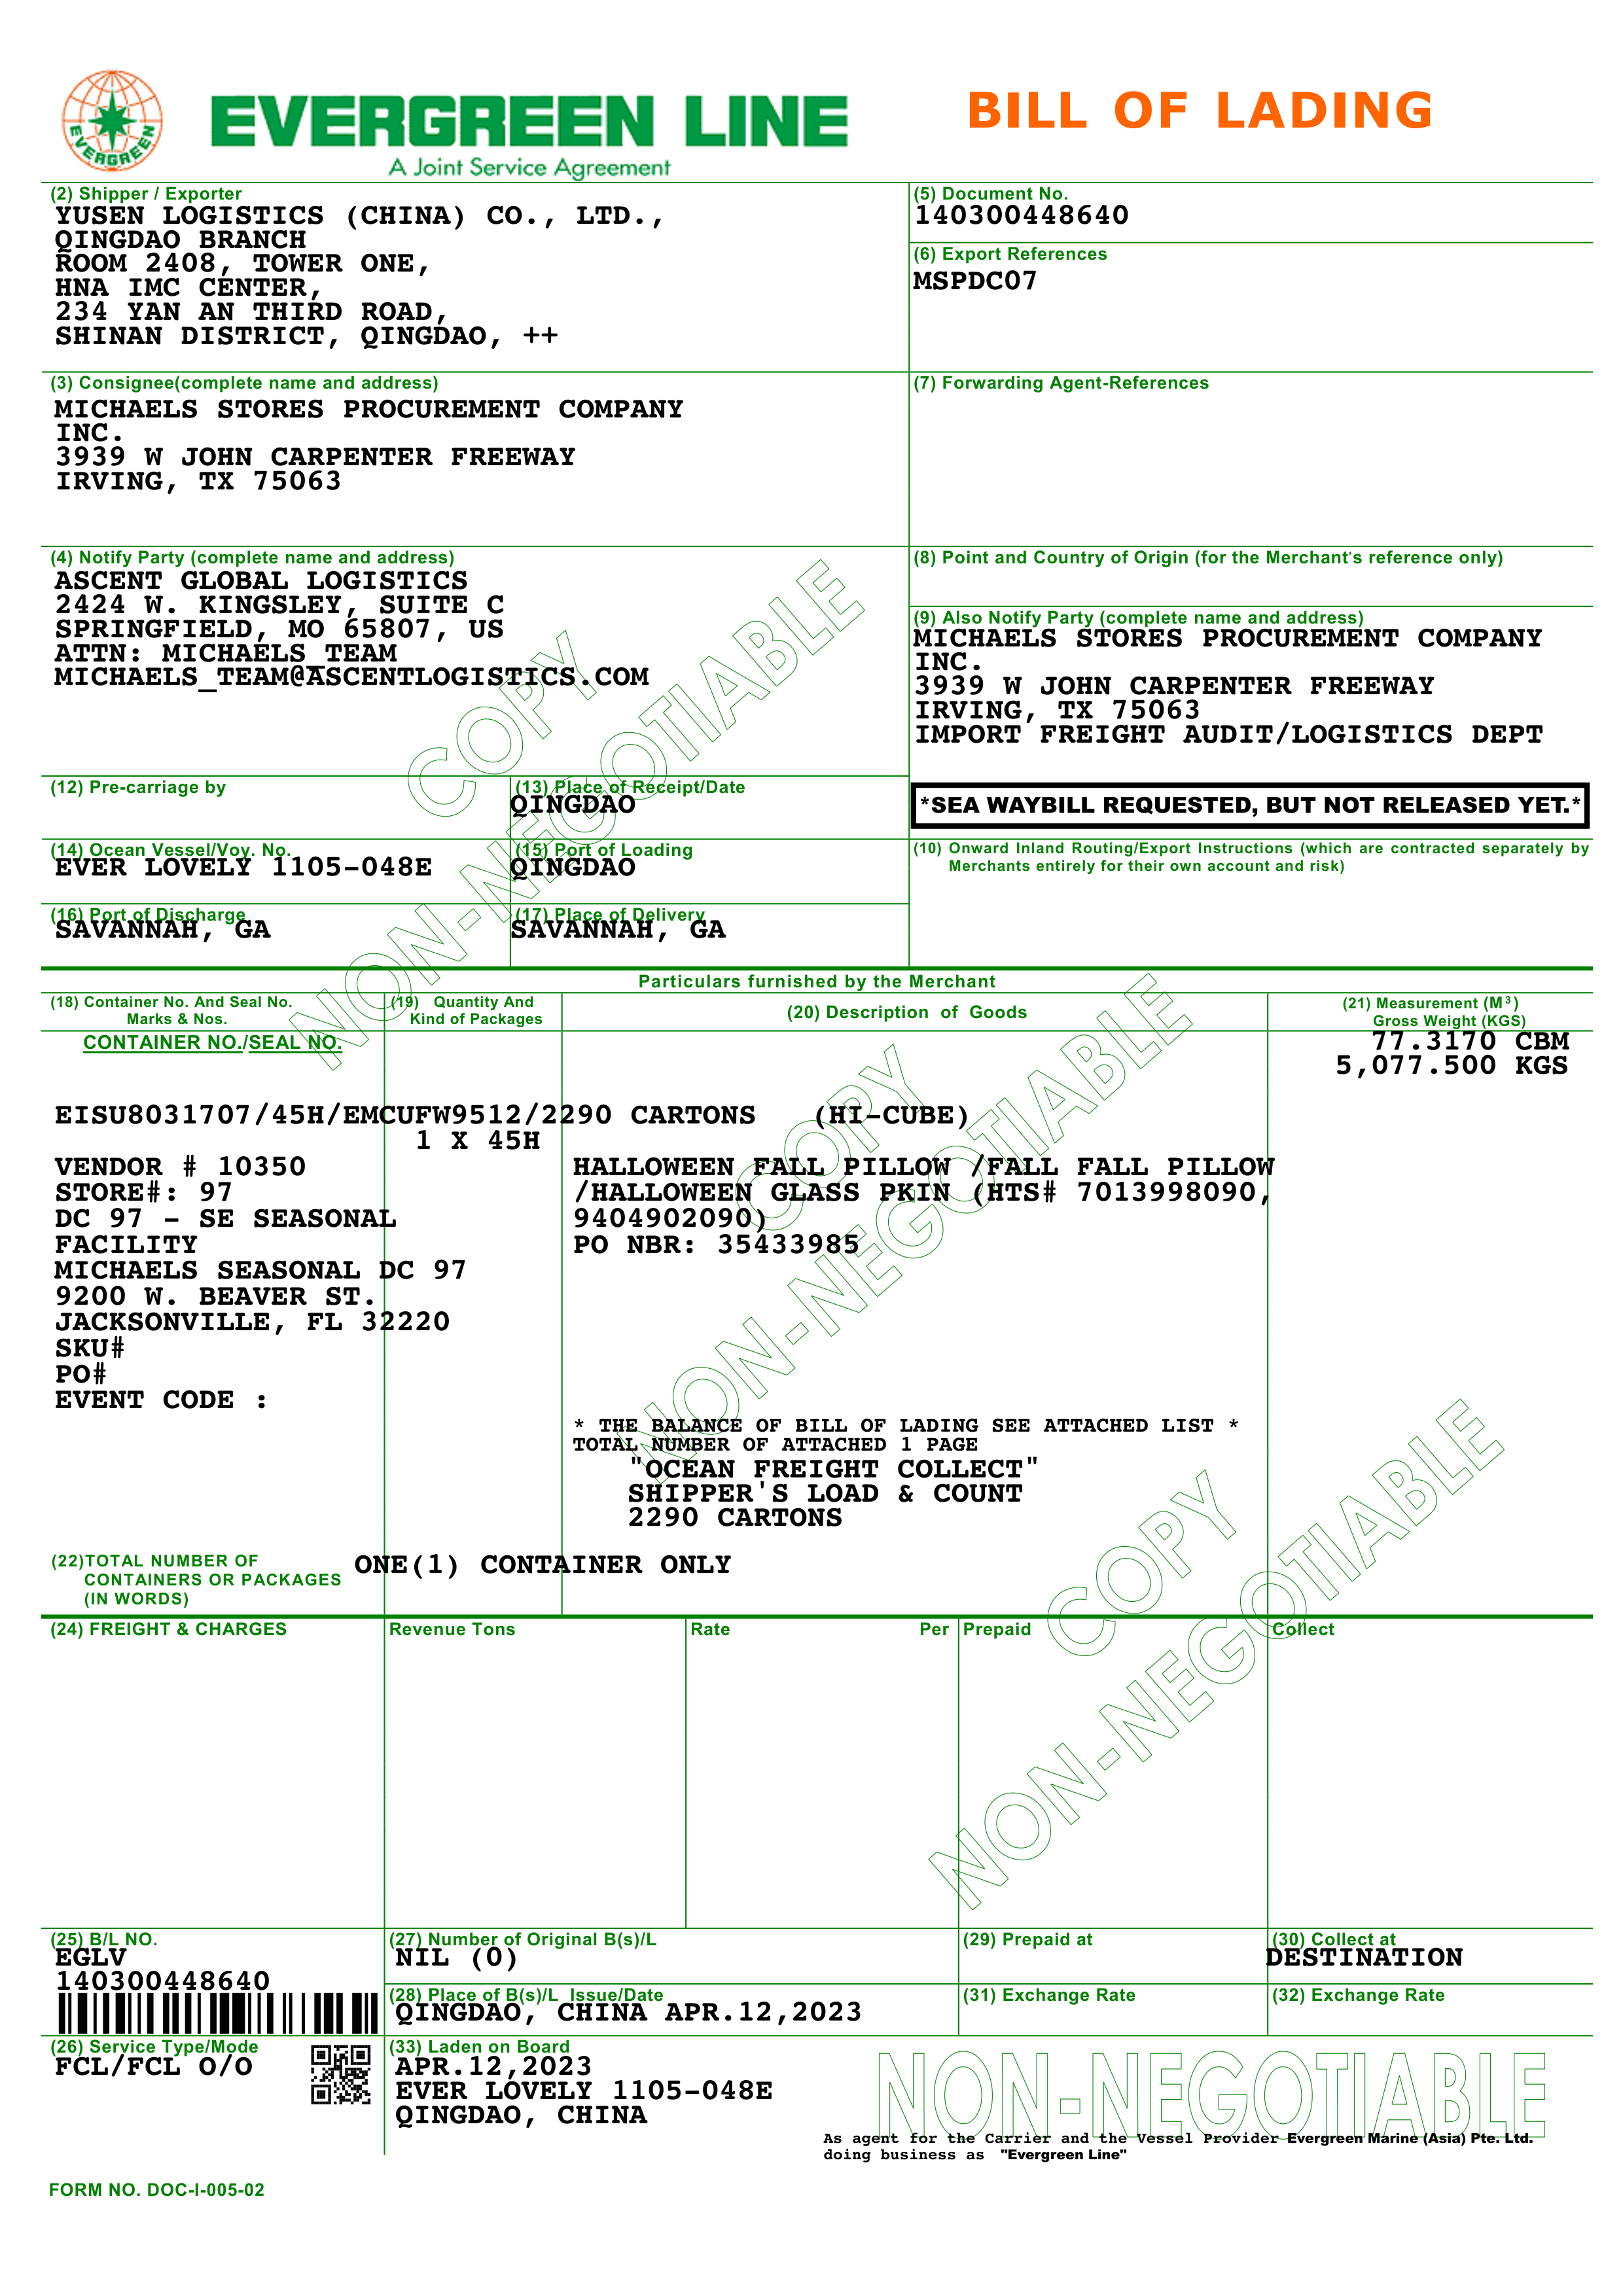 EVERGREEN
EVERGREEN LINE
A Joint Service Agreement
BILL OF LADING
(2) Shipper / Exporter
YUSEN LOGISTICS (CHINA) CO., LTD.,
QINGDAO BRANCH
ROOM 2408, TOWER ONE,
HNA IMC CENTER,
234 YAN AN THIRD ROAD,
SHINAN DISTRICT, QINGDAO, ++
(5) Document No.
140300448640
(6) Export References
MSPDC07
(3) Consignee(complete name and address)
MICHAELS STORES PROCUREMENT COMPANY
INC.
3939 W JOHN CARPENTER FREEWAY
IRVING, TX 75063
(7) Forwarding Agent-References
(4) Notify Party (complete name and address)
ASCENT GLOBAL LOGISTICS
2424 W. KINGSLEY, SUITE C
SPRINGFIELD, MO 65807, US
ATTN: MICHAELS_TEAM
MICHAELS_TEAM@ASCENTLOGISTICS.COM
(8) Point and Country of Origin (for the Merchant's reference only)
(9) Also Notify Party (complete name and address)
MICHAELS STORES PROCUREMENT COMPANY
INC.
3939 W JOHN CARPENTER FREEWAY
IRVING, TX 75063
IMPORT FREIGHT AUDIT/LOGISTICS DEPT
COPY
NON-NEGOTIABLE
(12) Pre-carriage by
(13) Place of Receipt/Date
QINGDAO
*SEA WAYBILL REQUESTED, BUT NOT RELEASED YET.*
(14) Ocean Vessel/Voy. No.
EVER LOVELY 1105-048E
(15) Port of Loading
QINGDAO
(10) Onward Inland Routing/Export Instructions (which are contracted separately by
Merchants entirely for their own account and risk)
(16) Port of Discharge
SAVANNAH, GA
(17) Place of Delivery
SAVANNAH, GA
Particulars furnished by the Merchant
(18) Container No. And Seal No.
Marks & Nos.
(19) Quantity And
Kind of Packages
(20) Description of Goods
(21) Measurement (M³)
Gross Weight (KGS)
CONTAINER NO./SEAL NO.
77.3170 CBM
5,077.500 KGS
EISU8031707/45H/EMCUFW9512/2290 CARTONS (HI-CUBE)
1 X 45H
VENDOR # 10350
STORE#: 97
DC 97 - SE SEASONAL
FACILITY
MICHAELS SEASONAL DC 97
9200 W. BEAVER ST.
JACKSONVILLE, FL 32220
SKU#
PO#
EVENT CODE :
HALLOWEEN FALL PILLOW /FALL FALL PILLOW
/HALLOWEEN GLASS PKIN (HTS# 7013998090,
9404902090)
PO NBR: 35433985
COPY
NON-NEGOTIABLE
* THE BALANCE OF BILL OF LADING SEE ATTACHED LIST *
TOTAL NUMBER OF ATTACHED 1 PAGE
"OCEAN FREIGHT COLLECT"
SHIPPER'S LOAD & COUNT
2290 CARTONS
(22)TOTAL NUMBER OF
CONTAINERS OR PACKAGES
(IN WORDS)
ONE(1) CONTAINER ONLY
(24) FREIGHT & CHARGES
Revenue Tons
Rate
Per
Prepaid
Collect
COPY
NON-NEGOTIABLE
(25) B/L NO.
EGLV
140300448640
(27) Number of Original B(s)/L
NIL (0)
(29) Prepaid at
(30) Collect at
DESTINATION
(28) Place of B(s)/L Issue/Date
QINGDAO, CHINA APR.12,2023
(31) Exchange Rate
(32) Exchange Rate
(26) Service Type/Mode
FCL/FCL O/O
(33) Laden on Board
APR.12,2023
EVER LOVELY 1105-048E
QINGDAO, CHINA
NON-NEGOTIABLE
As agent for the Carrier and the Vessel Provider Evergreen Marine (Asia) Pte. Ltd.
doing business as "Evergreen Line"
FORM NO. DOC-I-005-02